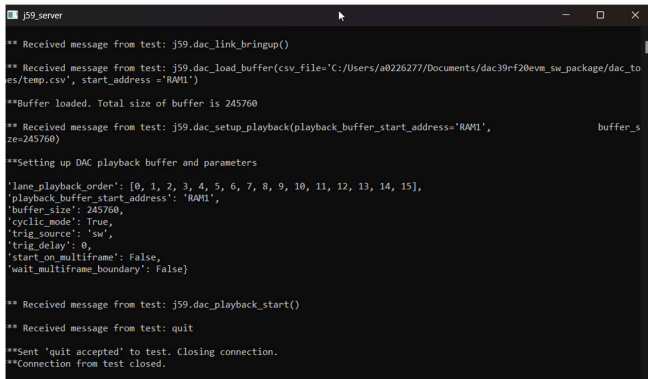 j59_server
** Received message from test: j59.dac_link_bringup()
** Received message from test: j59.dac_load_buffer(csv_file='C:/Users/a0226277/Documents/dac39rf20evm_sw_package/dac_to
es/temp.csv', start_address ='RAM1')
**Buffer loaded. Total size of buffer is 245760
** Received message from test: j59.dac_setup_playback(playback_buffer_start_address='RAM1', buffer_s
ze=245760)
**Setting up DAC playback buffer and parameters
'lane_playback_order': [0, 1, 2, 3, 4, 5, 6, 7, 8, 9, 10, 11, 12, 13, 14, 15],
'playback_buffer_start_address': 'RAM1',
'buffer_size': 245760,
'cyclic_mode': True,
'trig_source': 'sw',
'trig_delay': 0,
'start_on_multiframe': False,
'wait_multiframe_boundary': False}
** Received message from test: j59.dac_playback_start()
** Received message from test: quit
**Sent 'quit accepted' to test. Closing connection.
**Connection from test closed.